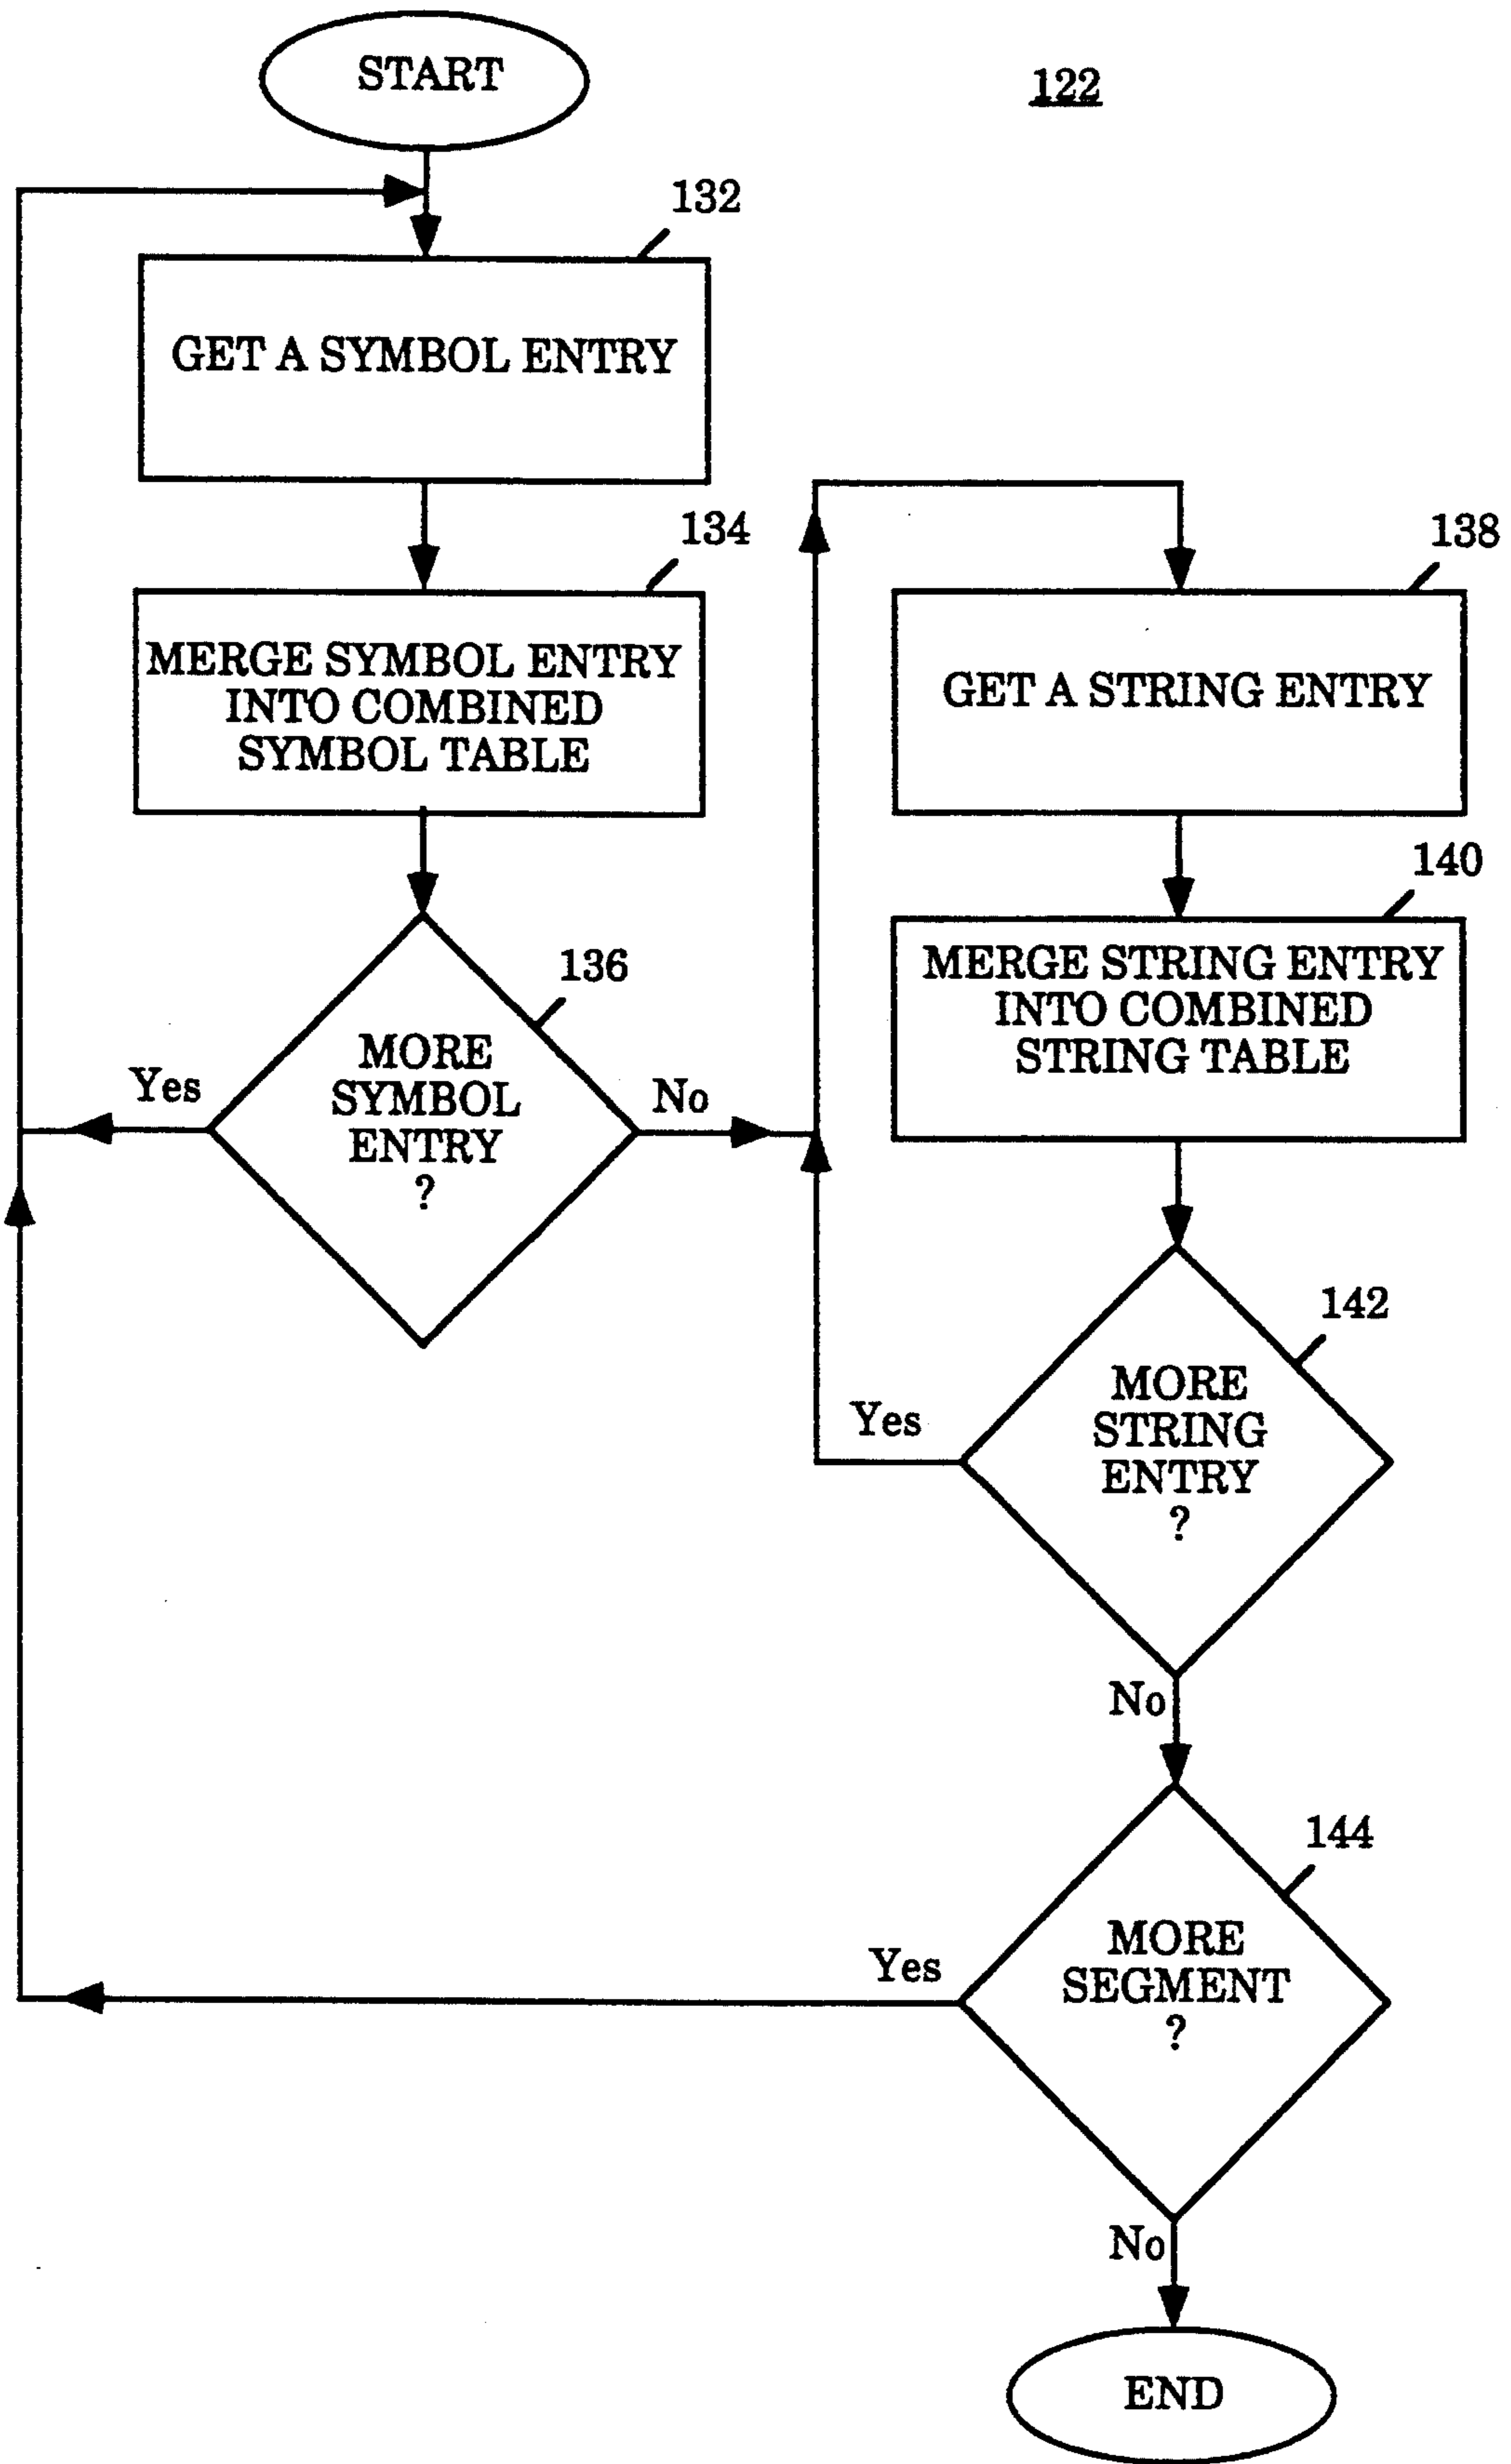 START
122
132
GET A SYMBOL ENTRY
134
MERGE SYMBOL ENTRY
INTO COMBINED
SYMBOL TABLE
136
MORE
SYMBOL
ENTRY
?
Yes
No
138
GET A STRING ENTRY
140
MERGE STRING ENTRY
INTO COMBINED
STRING TABLE
142
MORE
STRING
ENTRY
?
Yes
No
144
MORE
SEGMENT
?
Yes
No
END